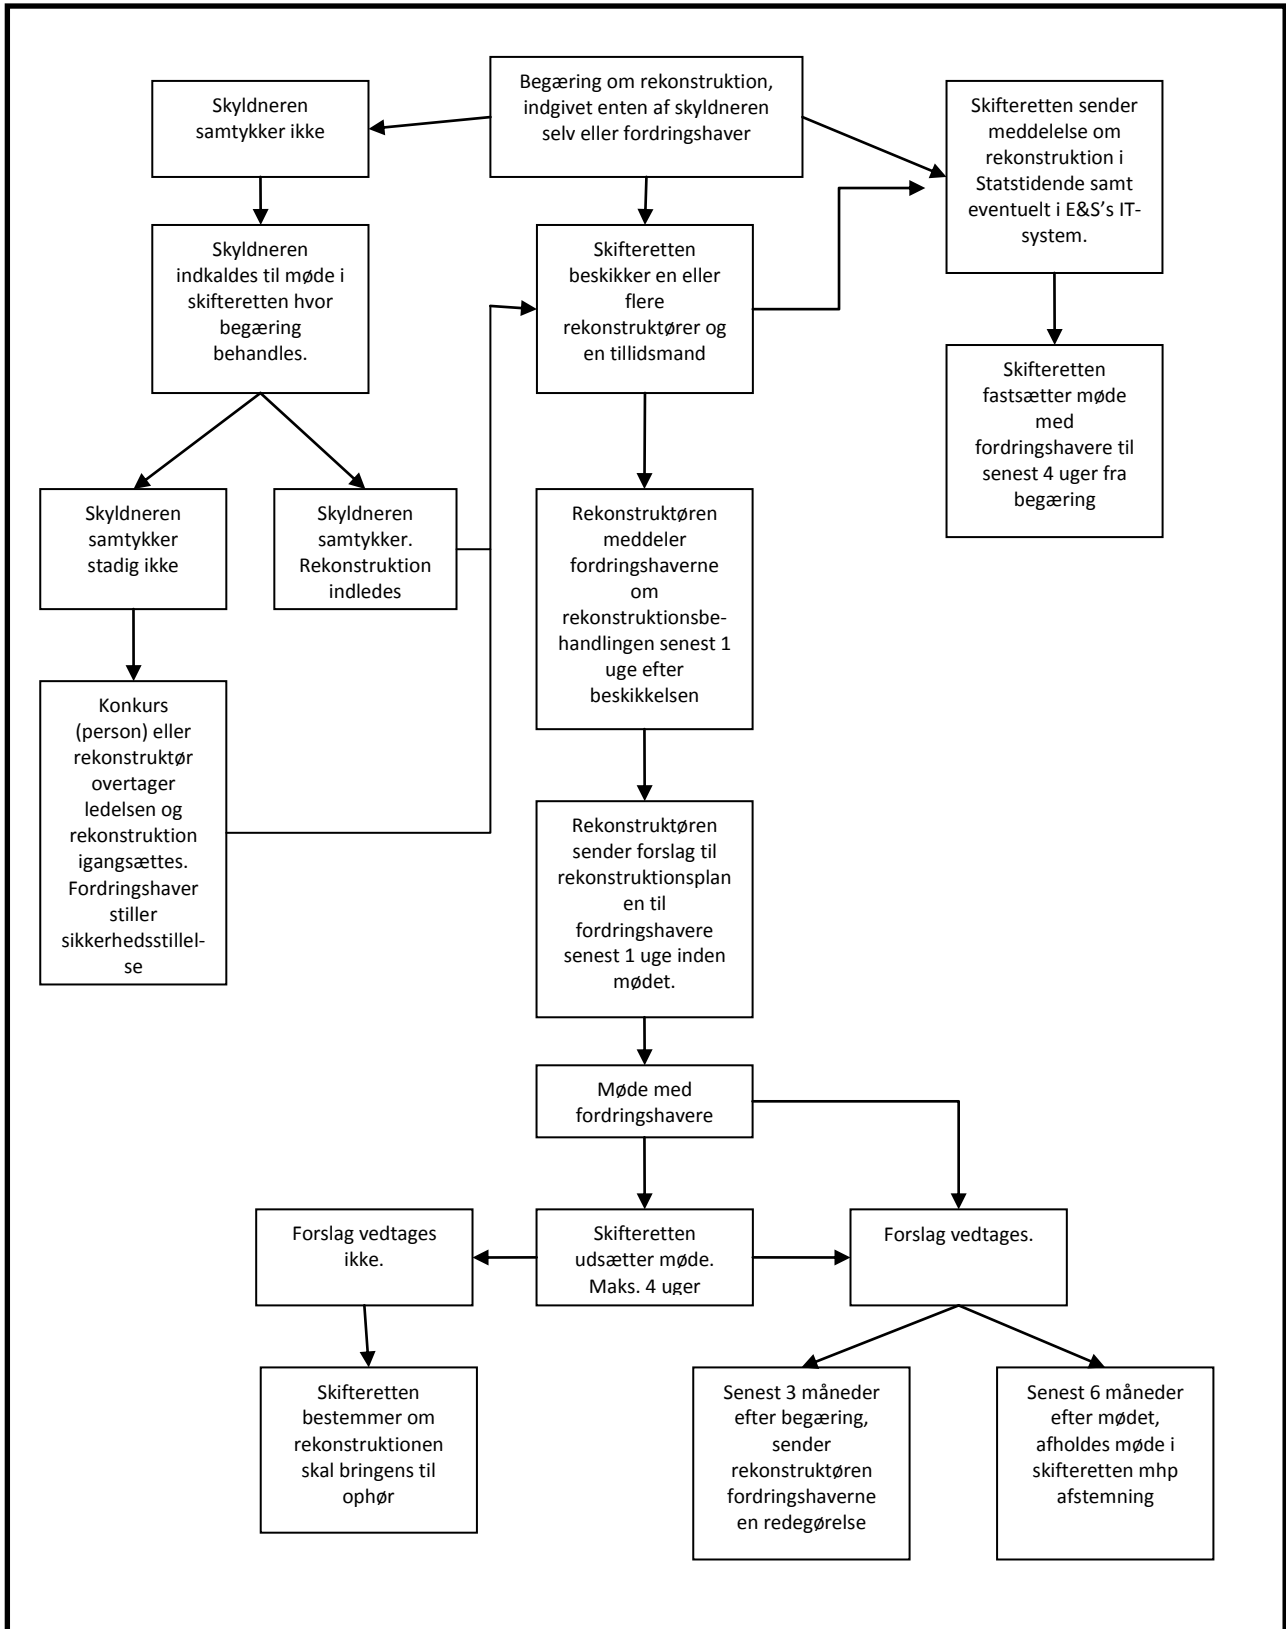 Begæring om rekonstruktion,
indgivet enten af skyldneren
selv eller fordringshaver
Skyldneren
samtykker ikke
Skifteretten sender
meddelelse om
rekonstruktion i
Statstidende samt
eventuelt i E&S's IT-
system.
Skyldneren
indkaldes til møde i
skifteretten hvor
begæring
behandles.
Skifteretten
beskikker en eller
flere
rekonstruktører og
en tillidsmand
Skifteretten
fastsætter møde
med
fordringshavere til
senest 4 uger fra
begæring
Skyldneren
samtykker
stadig ikke
Skyldneren
samtykker.
Rekonstruktion
indledes
Rekonstruktøren
meddeler
fordringshaverne
om
rekonstruktionsbe-
handlingen senest 1
uge efter
beskikkelsen
Konkurs
(person) eller
rekonstruktør
overtager
ledelsen og
rekonstruktion
igangsættes.
Fordringshaver
stiller
sikkerhedsstillel-
se
Rekonstruktøren
sender forslag til
rekonstruktionsplan
en til
fordringshavere
senest 1 uge inden
mødet.
Møde med
fordringshavere
Forslag vedtages
ikke.
Skifteretten
udsætter møde.
Maks. 4 uger
Forslag vedtages.
Skifteretten
bestemmer om
rekonstruktionen
skal bringens til
ophør
Senest 3 måneder
efter begæring,
sender
rekonstruktøren
fordringshaverne
en redegørelse
Senest 6 måneder
efter mødet,
afholdes møde i
skifteretten mhp
afstemning